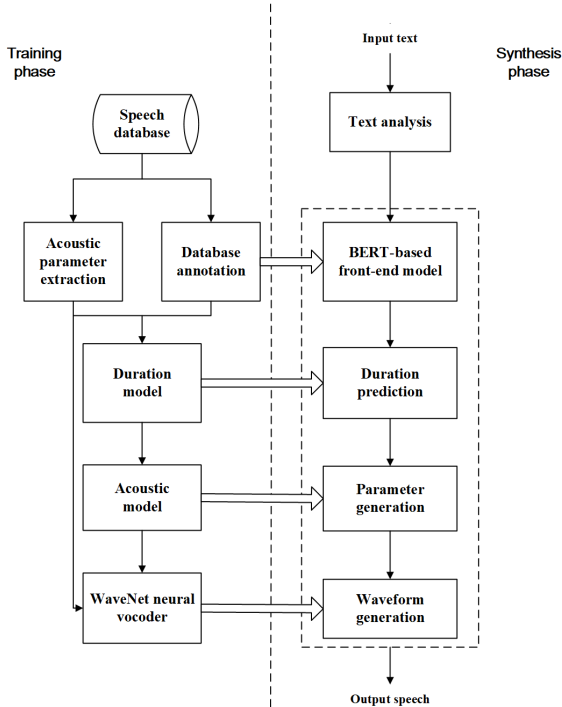 Training
phase
Speech
database
Acoustic
parameter
extraction
Database
annotation
Duration
model
Acoustic
model
WaveNet neural
vocoder
Input text
Synthesis
phase
Text analysis
BERT-based
front-end model
Duration
prediction
Parameter
generation
Waveform
generation
Output speech